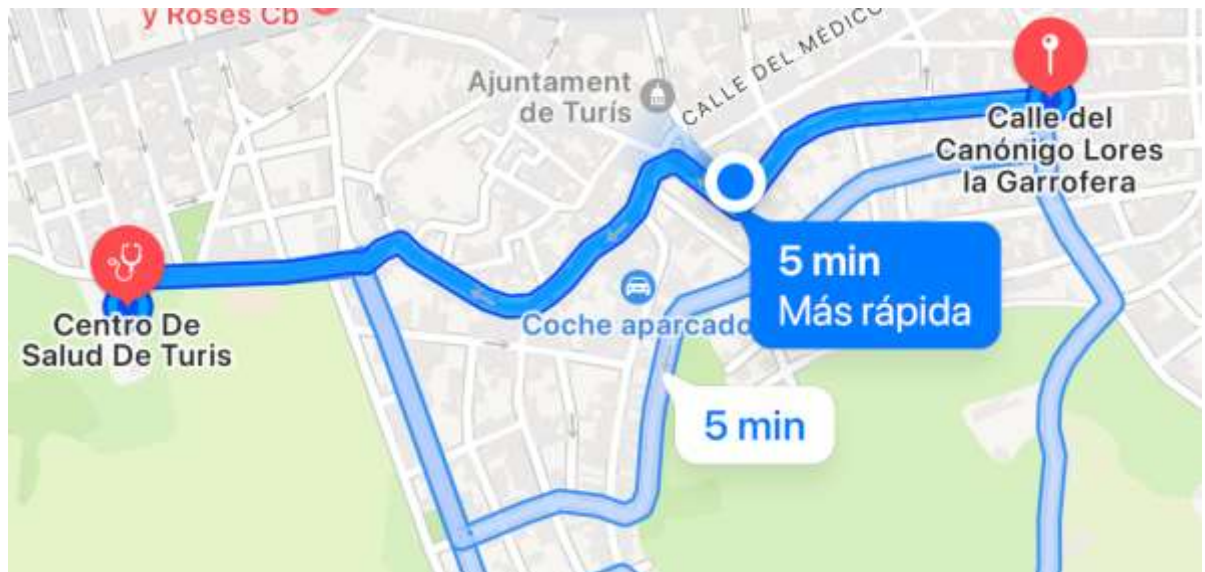 y Roses Cb
Ajuntament
de Turís
CALLE DEL MÉDICO
Calle del
Canónigo Lores
la Garrofera
5 min
Más rápida
Centro De
Salud De Turis
Coche aparcado
5 min